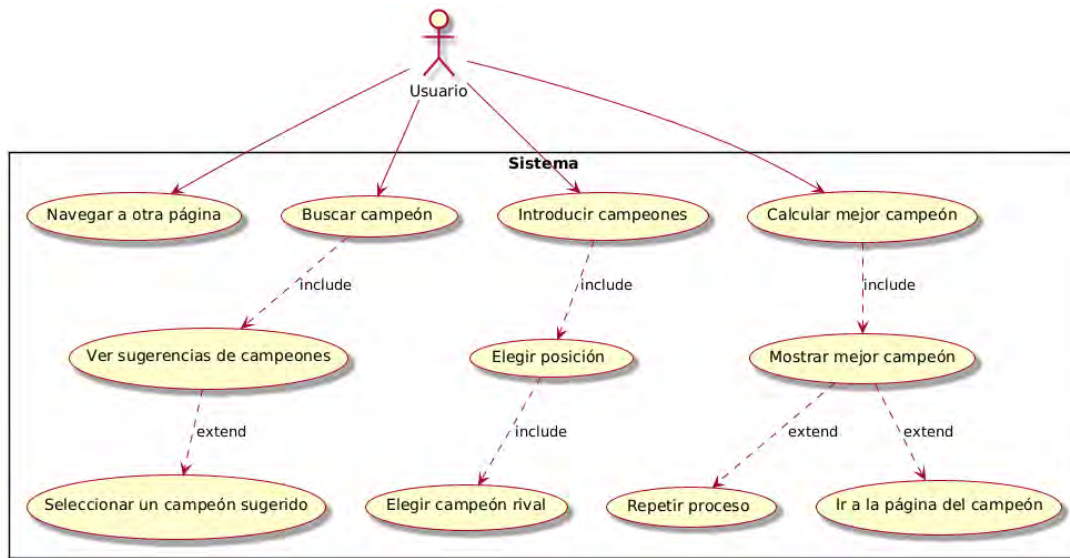 Usuario
Sistema
Navegar a otra página
Buscar campeón
Introducir campeones
Calcular mejor campeón
include
include
include
Ver sugerencias de campeones
Elegir posición
Mostrar mejor campeón
extend
include
extend
extend
Seleccionar un campeón sugerido
Elegir campeón rival
Repetir proceso
Ir a la página del campeón